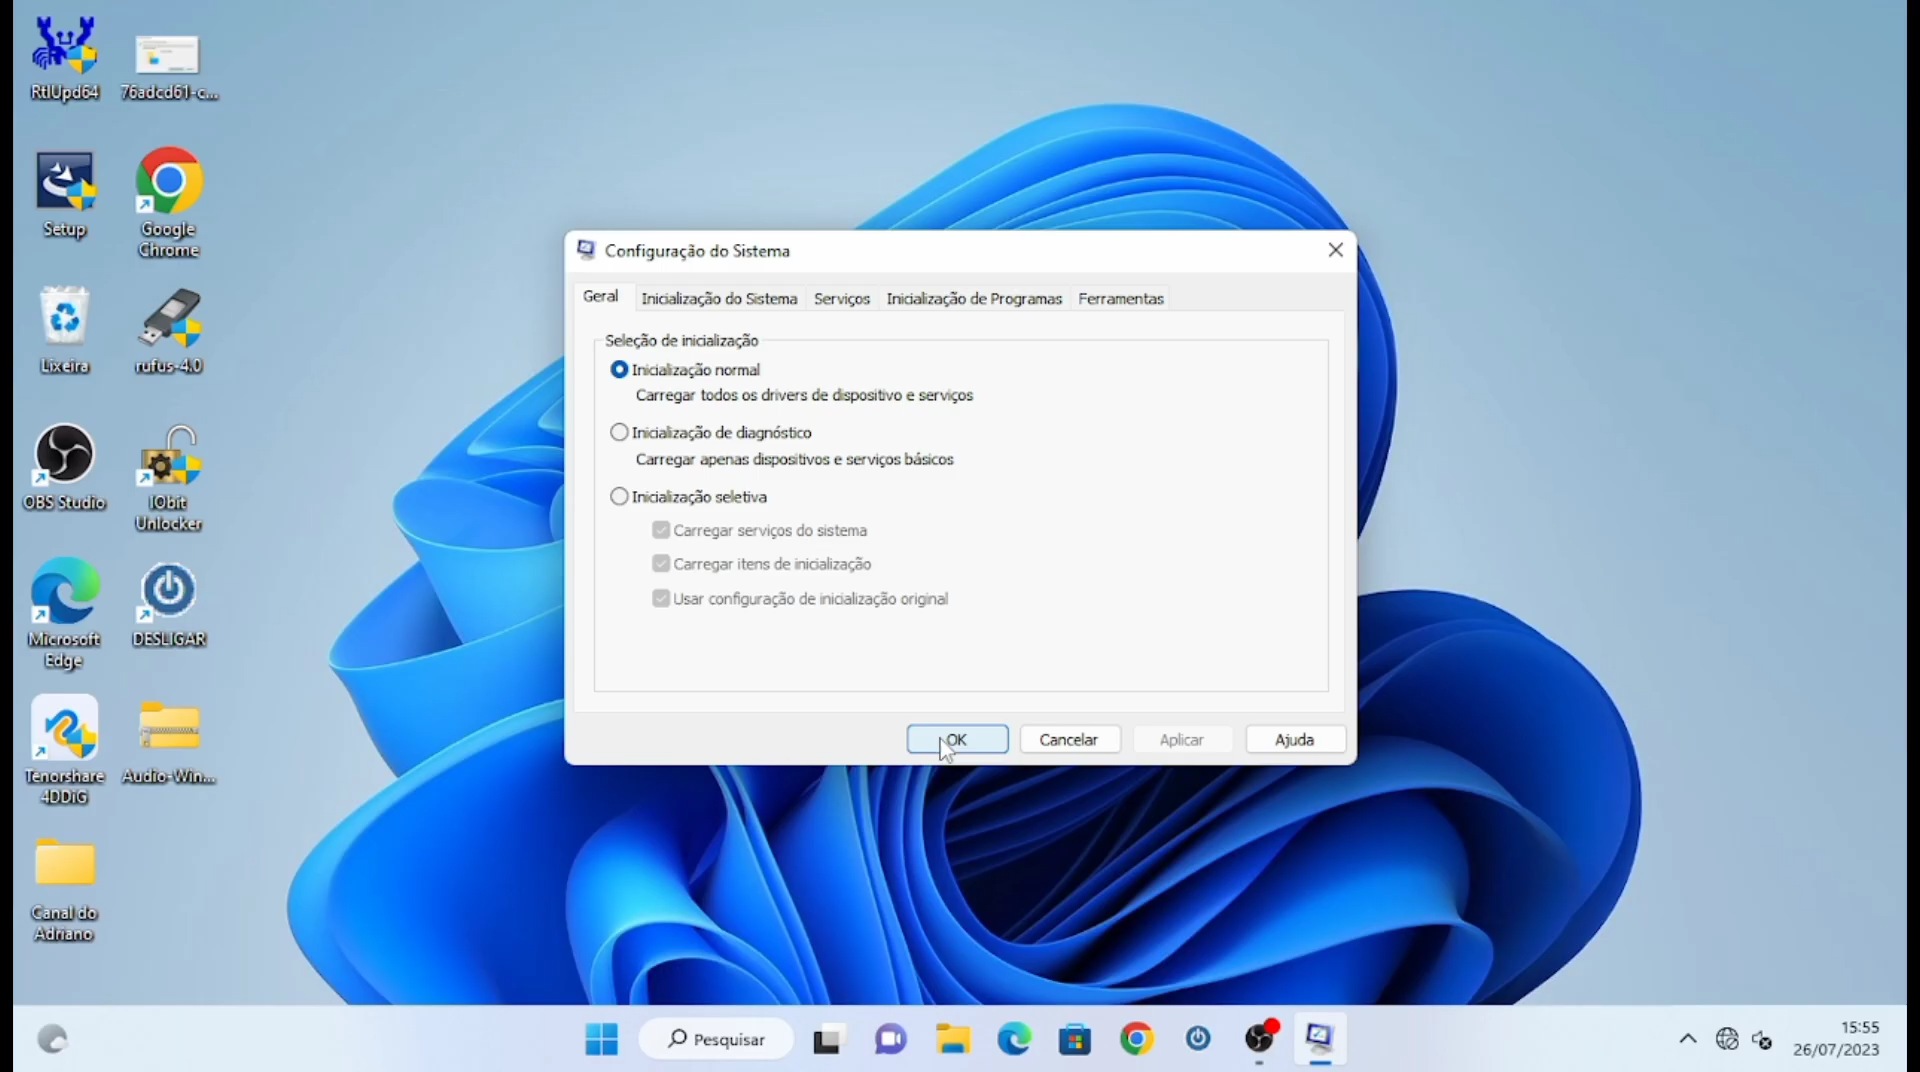 RtlUpd64
76adcd61-c...
Setup
Google
Chrome
Lixeira
rufus-4.0
OBS Studio
IObit
Unlocker
Microsoft
Edge
DESLIGAR
Tenorshare
4DDiG
Audio-Win...
Canal do
Adriano
Configuração do Sistema
Geral
Inicialização do Sistema
Serviços
Inicialização de Programas
Ferramentas
Seleção de inicialização
Inicialização normal
Carregar todos os drivers de dispositivo e serviços
Inicialização de diagnóstico
Carregar apenas dispositivos e serviços básicos
Inicialização seletiva
Carregar serviços do sistema
Carregar itens de inicialização
Usar configuração de inicialização original
OK
Cancelar
Aplicar
Ajuda
Pesquisar
15:55
26/07/2023